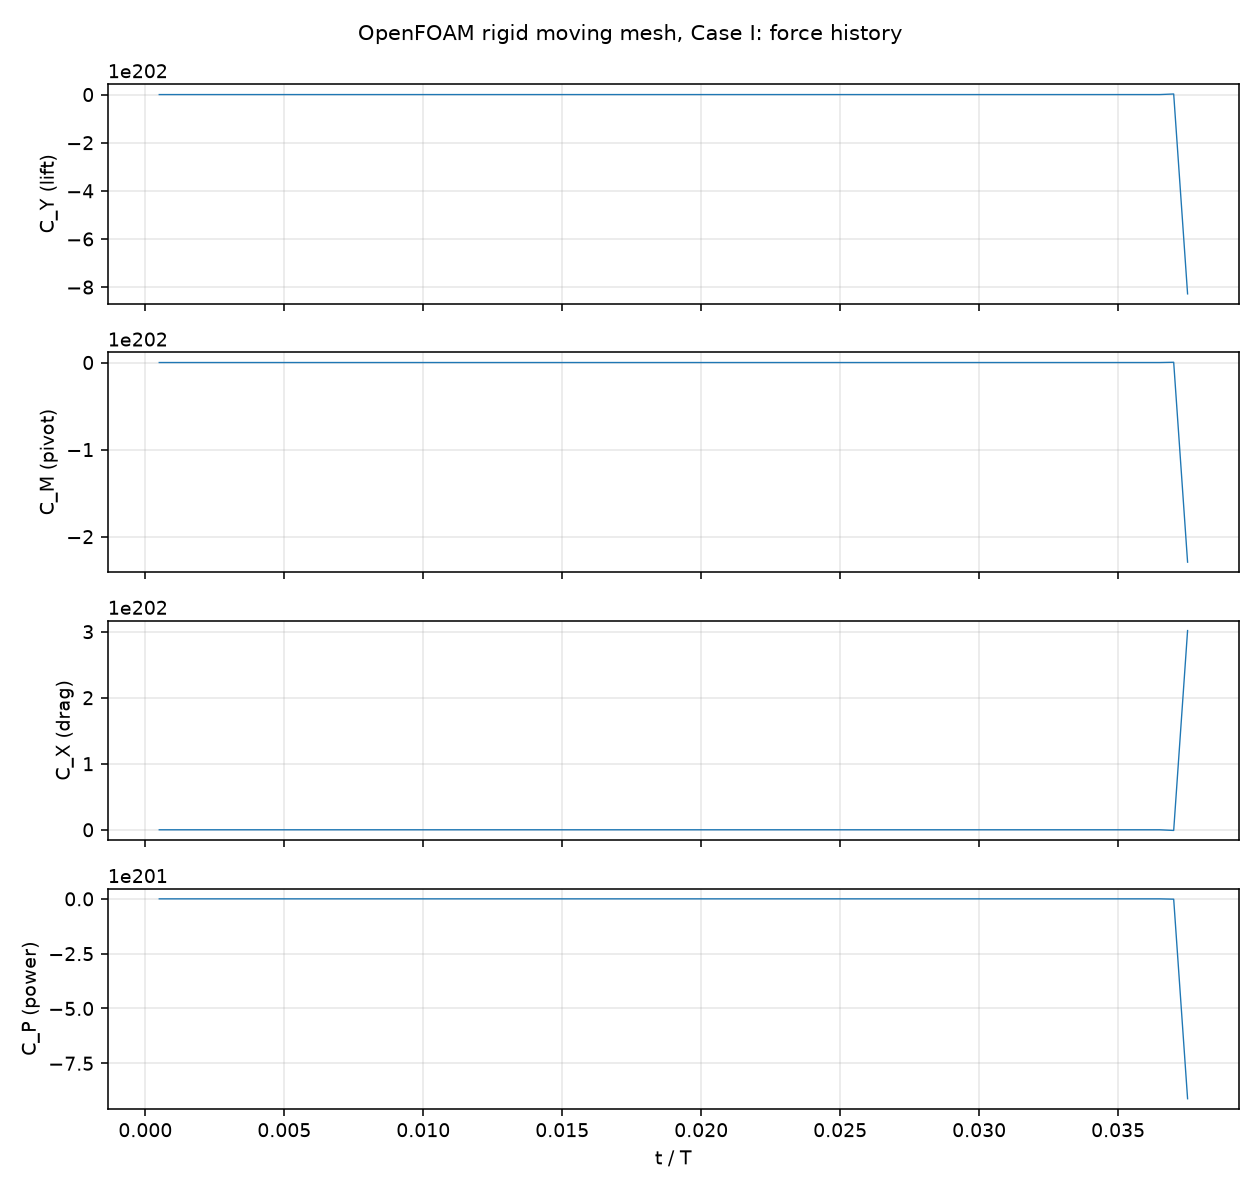 OpenFOAM rigid moving mesh, Case I: force history
1e202
0
−2
−4
−6
−8
C_Y (lift)
1e202
0
−1
−2
C_M (pivot)
1e202
3
2
1
0
C_X (drag)
1e201
0.0
−2.5
−5.0
−7.5
C_P (power)
0.000 0.005 0.010 0.015 0.020 0.025 0.030 0.035
t / T